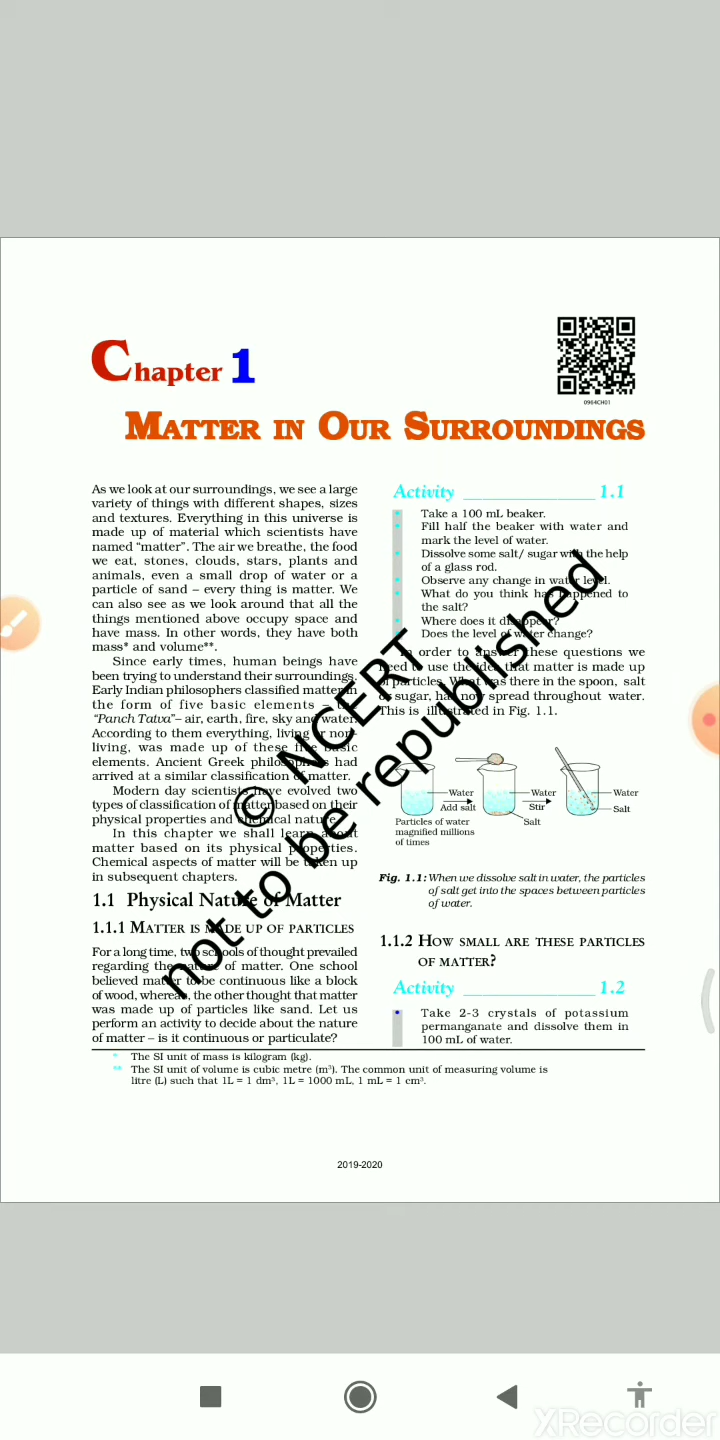 Chapter 1
0964CH01
MATTER IN OUR SURROUNDINGS
As we look at our surroundings, we see a large
variety of things with different shapes, sizes
and textures. Everything in this universe is
made up of material which scientists have
named “matter”. The air we breathe, the food
we eat, stones, clouds, stars, plants and
animals, even a small drop of water or a
particle of sand – every thing is matter. We
can also see as we look around that all the
things mentioned above occupy space and
have mass. In other words, they have both
mass* and volume**.
Since early times, human beings have
been trying to understand their surroundings.
Early Indian philosophers classified matter in
the form of five basic elements – the
“Panch Tatva”– air, earth, fire, sky and water.
According to them everything, living or non-
living, was made up of these five basic
elements. Ancient Greek philosophers had
arrived at a similar classification of matter.
Modern day scientists have evolved two
types of classification of matter based on their
physical properties and chemical nature.
In this chapter we shall learn about
matter based on its physical properties.
Chemical aspects of matter will be taken up
in subsequent chapters.
1.1 Physical Nature of Matter
1.1.1 MATTER IS MADE UP OF PARTICLES
For a long time, two schools of thought prevailed
regarding the nature of matter. One school
believed matter to be continuous like a block
of wood, whereas, the other thought that matter
was made up of particles like sand. Let us
perform an activity to decide about the nature
of matter – is it continuous or particulate?
Activity ______________ 1.1
• Take a 100 mL beaker.
• Fill half the beaker with water and
mark the level of water.
• Dissolve some salt/ sugar with the help
of a glass rod.
• Observe any change in water level.
• What do you think has happened to
the salt?
• Where does it disappear?
• Does the level of water change?
In order to answer these questions we
need to use the idea that matter is made up
of particles. What was there in the spoon, salt
or sugar, has now spread throughout water.
This is illustrated in Fig. 1.1.
Water
Add salt
Water
Stir
Water
Salt
Salt
Particles of water
magnified millions
of times
Fig. 1.1: When we dissolve salt in water, the particles
of salt get into the spaces between particles
of water.
1.1.2 HOW SMALL ARE THESE PARTICLES
OF MATTER?
Activity ______________ 1.2
• Take 2-3 crystals of potassium
permanganate and dissolve them in
100 mL of water.
* The SI unit of mass is kilogram (kg).
** The SI unit of volume is cubic metre (m³). The common unit of measuring volume is
litre (L) such that 1L = 1 dm³, 1L = 1000 mL, 1 mL = 1 cm³.
© NCERT
not to be republished
2019-2020
XRecorder